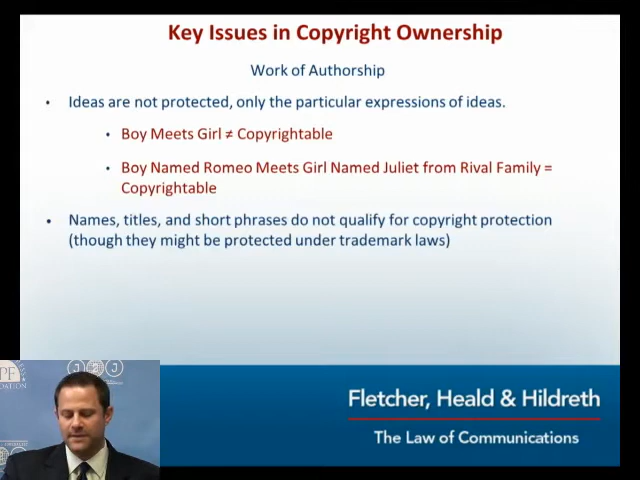 Key Issues in Copyright Ownership
Work of Authorship
• Ideas are not protected, only the particular expressions of ideas.
• Boy Meets Girl ≠ Copyrightable
• Boy Named Romeo Meets Girl Named Juliet from Rival Family =
Copyrightable
• Names, titles, and short phrases do not qualify for copyright protection
(though they might be protected under trademark laws)
Fletcher, Heald & Hildreth
The Law of Communications